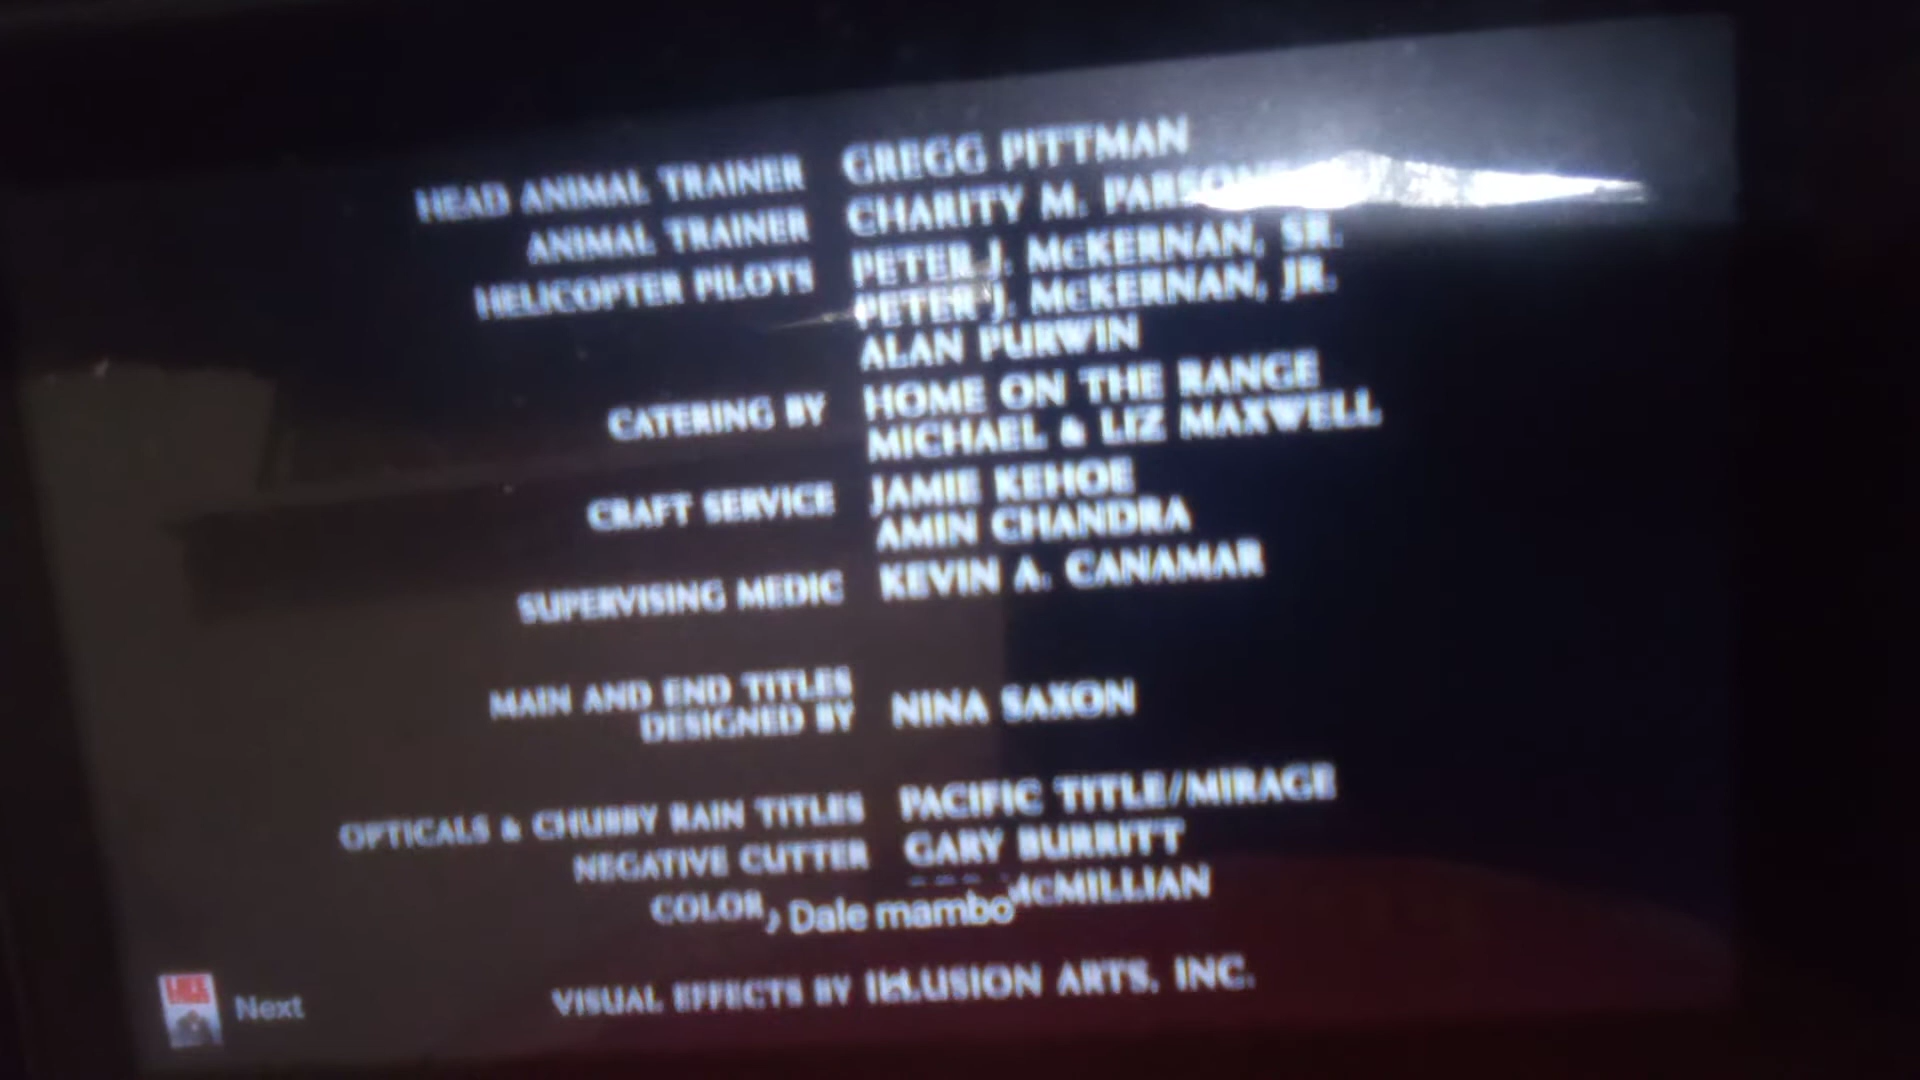 HEAD ANIMAL TRAINER GREGG PITTMAN
ANIMAL TRAINER CHARITY M.
HELICOPTER PILOTS PETER J. McKERNAN, SR.
PETER J. McKERNAN, JR.
ALAN PURWIN
CATERING BY HOME ON THE RANGE
MICHAEL & LIZ MAXWELL
CRAFT SERVICE JAMIE KEHOE
AMIN CHANDRA
SUPERVISING MEDIC KEVIN A. CANAMAR
MAIN AND END TITLES
DESIGNED BY NINA SAXON
OPTICALS & CHUBBY RAIN TITLES PACIFIC TITLE/MIRAGE
NEGATIVE CUTTER GARY BURRITT
COLOR McMILLIAN
♪ Dale mambo
VISUAL EFFECTS BY ILLUSION ARTS, INC.
Next